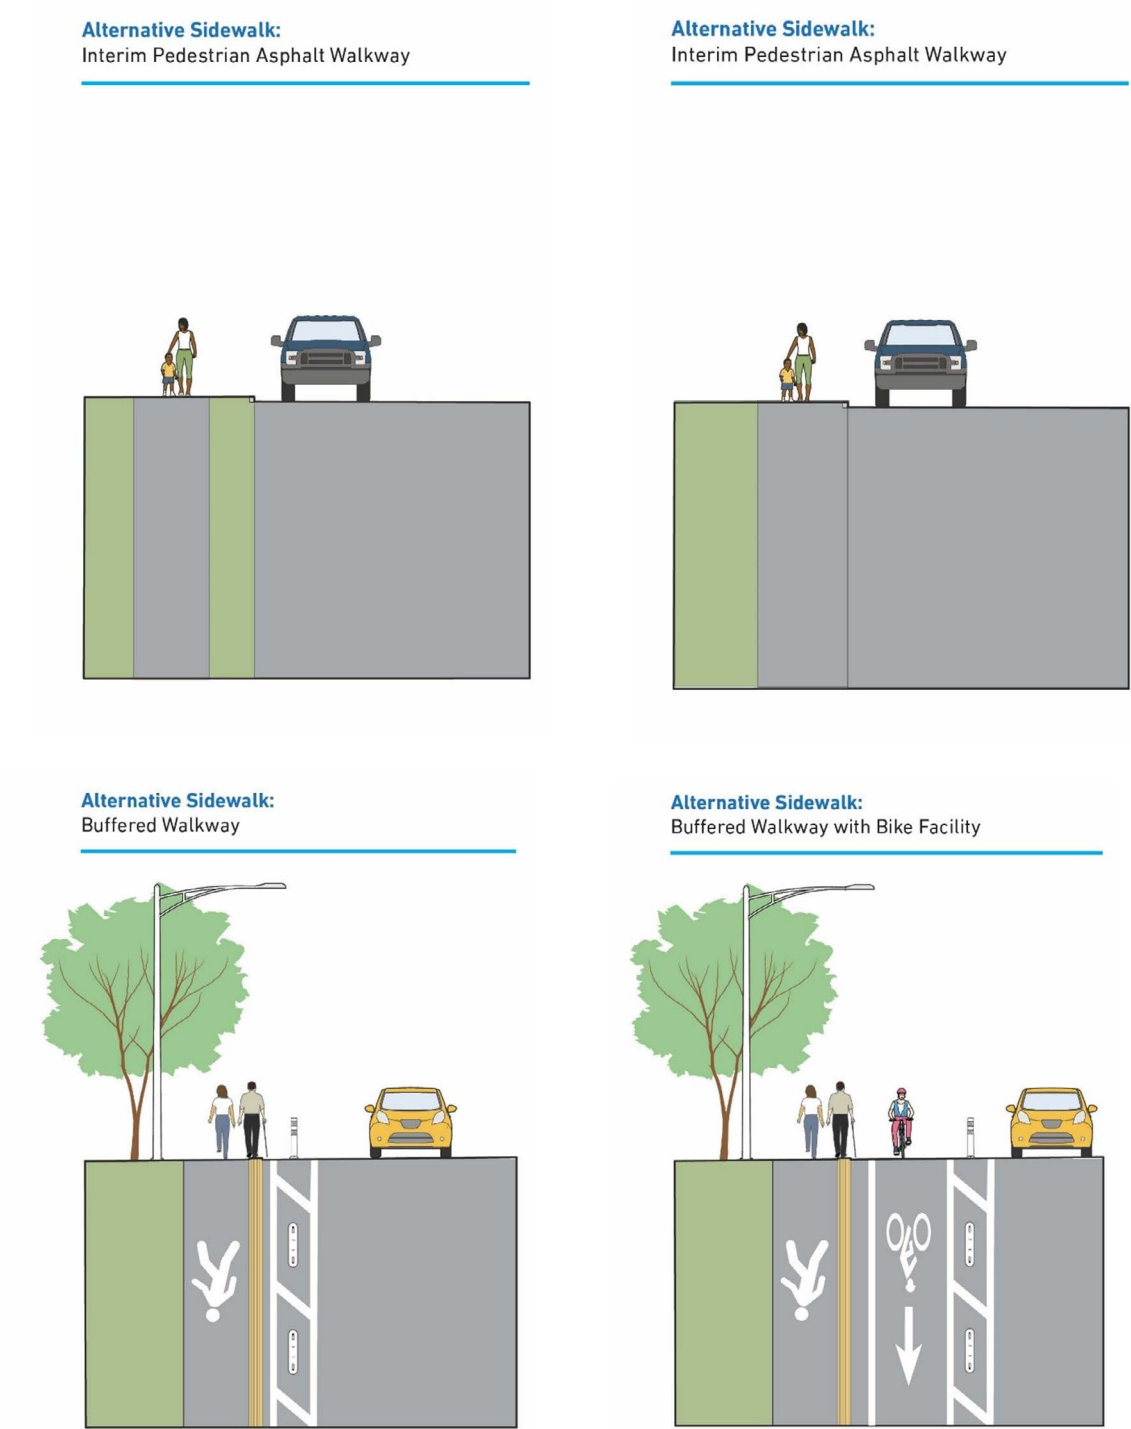 Alternative Sidewalk:
Interim Pedestrian Asphalt Walkway
Alternative Sidewalk:
Interim Pedestrian Asphalt Walkway
Alternative Sidewalk:
Buffered Walkway
Alternative Sidewalk:
Buffered Walkway with Bike Facility